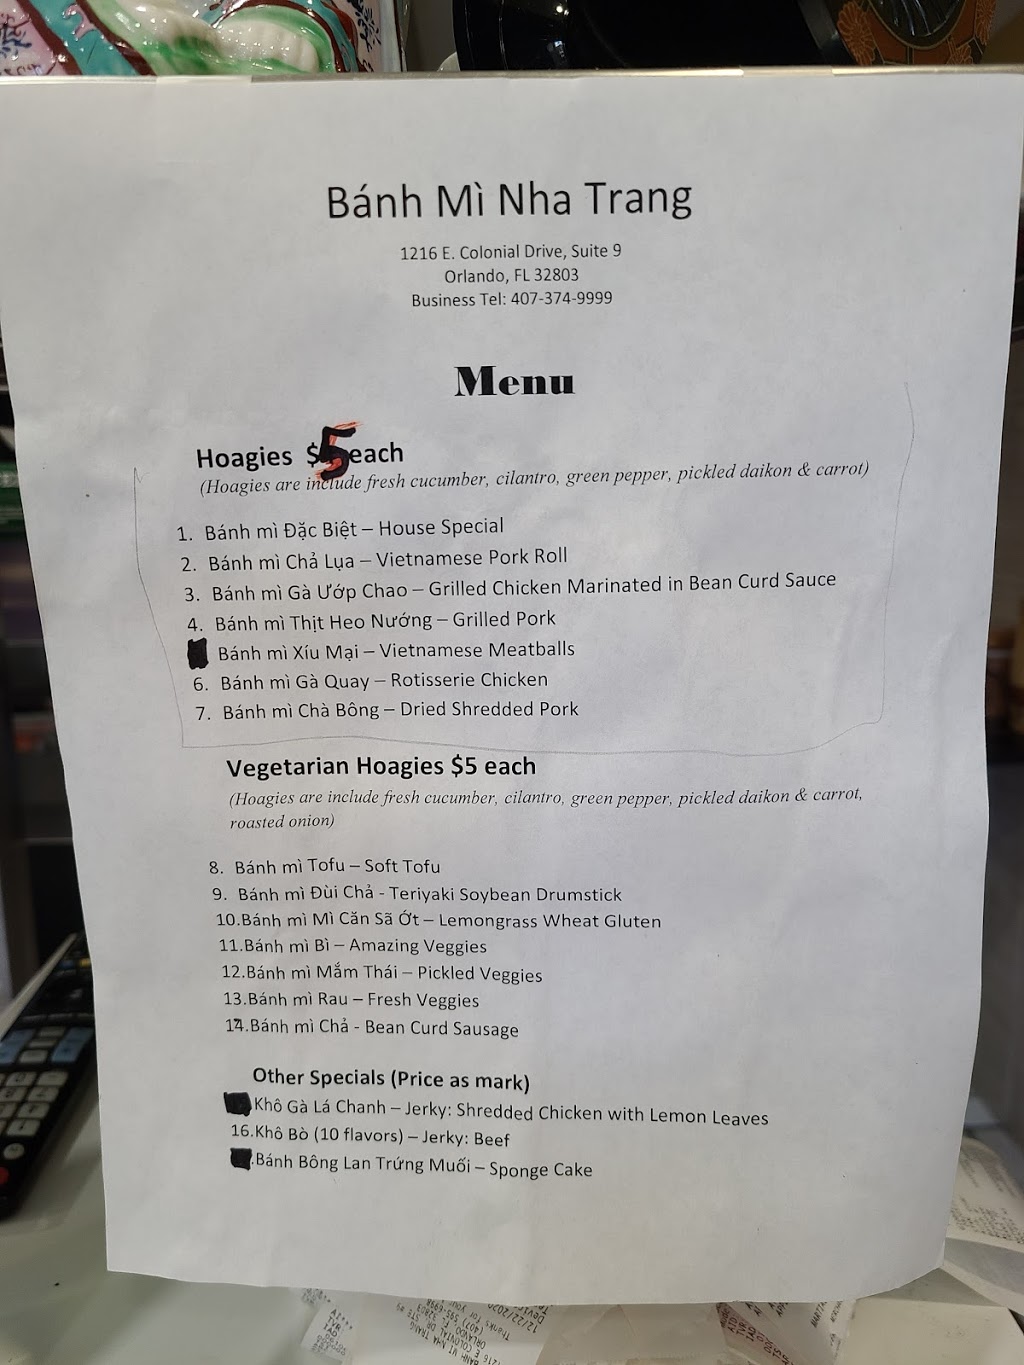 Bánh Mì Nha Trang
1216 E. Colonial Drive, Suite 9
Orlando, FL 32803
Business Tel: 407-374-9999
Menu
Hoagies $5 each
(Hoagies are include fresh cucumber, cilantro, green pepper, pickled daikon & carrot)
1. Bánh mì Đặc Biệt – House Special
2. Bánh mì Chả Lụa – Vietnamese Pork Roll
3. Bánh mì Gà Ướp Chao – Grilled Chicken Marinated in Bean Curd Sauce
4. Bánh mì Thịt Heo Nướng – Grilled Pork
Bánh mì Xíu Mại – Vietnamese Meatballs
6. Bánh mì Gà Quay – Rotisserie Chicken
7. Bánh mì Chà Bông – Dried Shredded Pork
Vegetarian Hoagies $5 each
(Hoagies are include fresh cucumber, cilantro, green pepper, pickled daikon & carrot,
roasted onion)
8. Bánh mì Tofu – Soft Tofu
9. Bánh mì Đùi Chả - Teriyaki Soybean Drumstick
10.Bánh mì Mì Căn Sã Ớt – Lemongrass Wheat Gluten
11.Bánh mì Bì – Amazing Veggies
12.Bánh mì Mắm Thái – Pickled Veggies
13.Bánh mì Rau – Fresh Veggies
14.Bánh mì Chả - Bean Curd Sausage
Other Specials (Price as mark)
Khô Gà Lá Chanh – Jerky: Shredded Chicken with Lemon Leaves
16.Khô Bò (10 flavors) – Jerky: Beef
.Bánh Bông Lan Trứng Muối – Sponge Cake